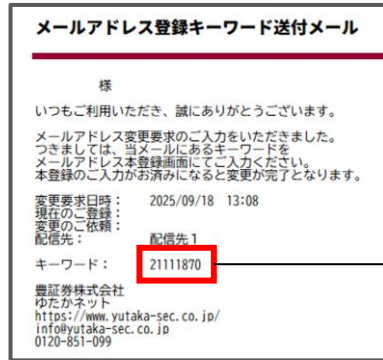 メールアドレス登録キーワード送付メール
様
いつもご利用いただき、誠にありがとうございます。
メールアドレス変更要求のご入力をいただきました。
つきましては、当メールにあるキーワードを
メールアドレス本登録画面にてご入力ください。
本登録のご入力がお済みになると変更が完了となります。
変更要求日時： 2025/09/18 13:08
現在のご登録：
変更のご依頼：
配信先： 配信先１
キーワード： 21111870
豊証券株式会社
ゆたかネット
https://www.yutaka-sec.co.jp/
info@yutaka-sec.co.jp
0120-851-099